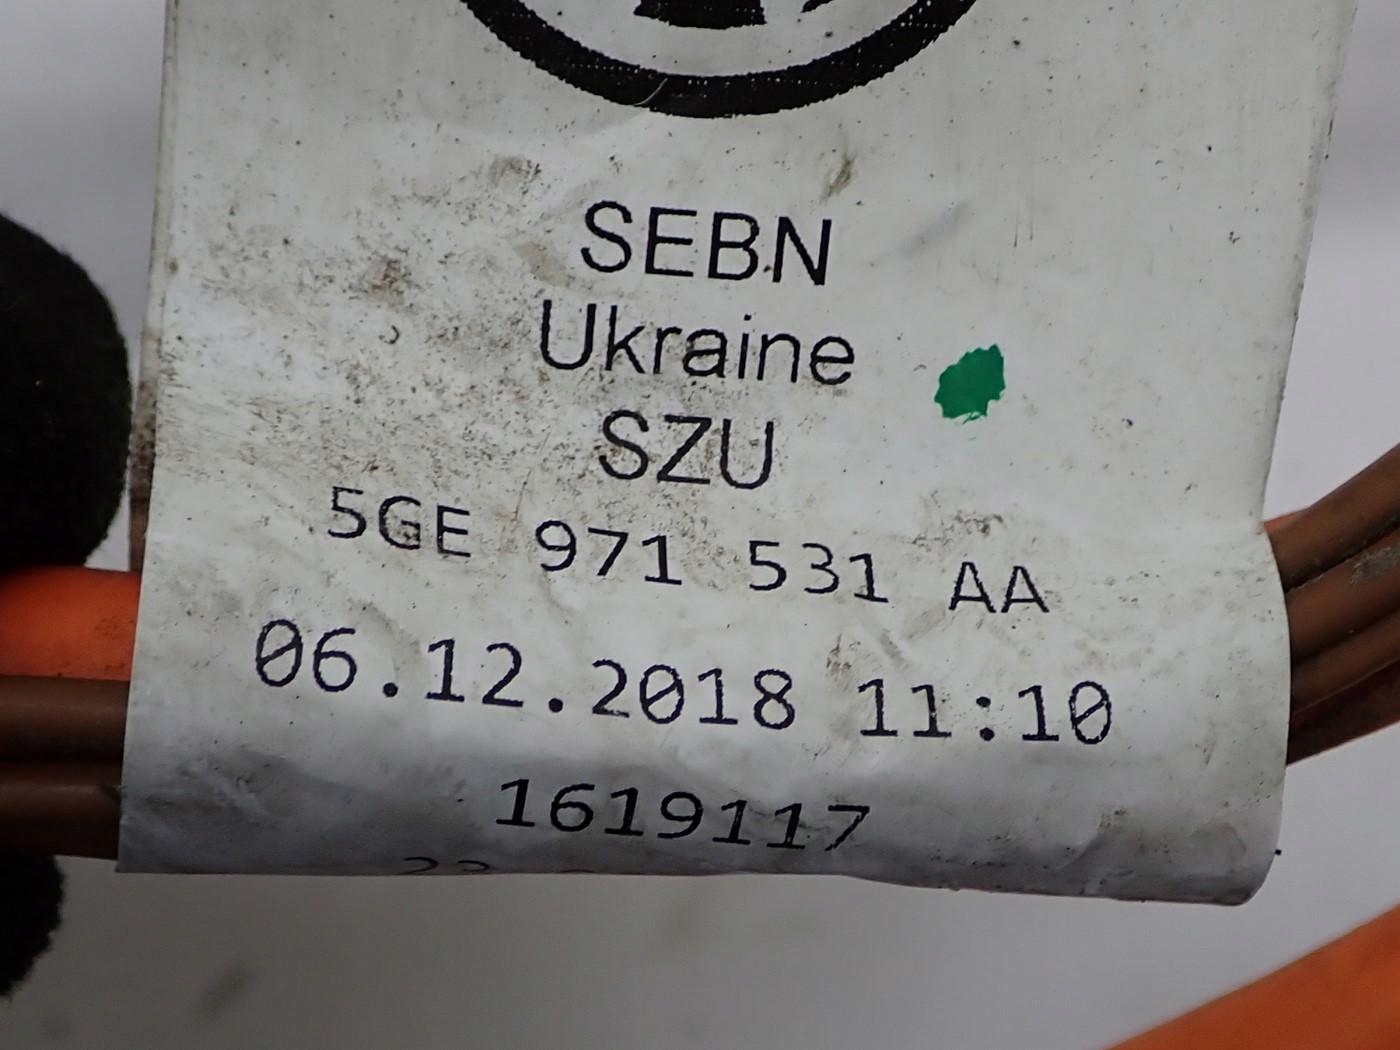 SEBN
Ukraine
SZU
5GE 971 531 AA
06.12.2018 11:10
1619117